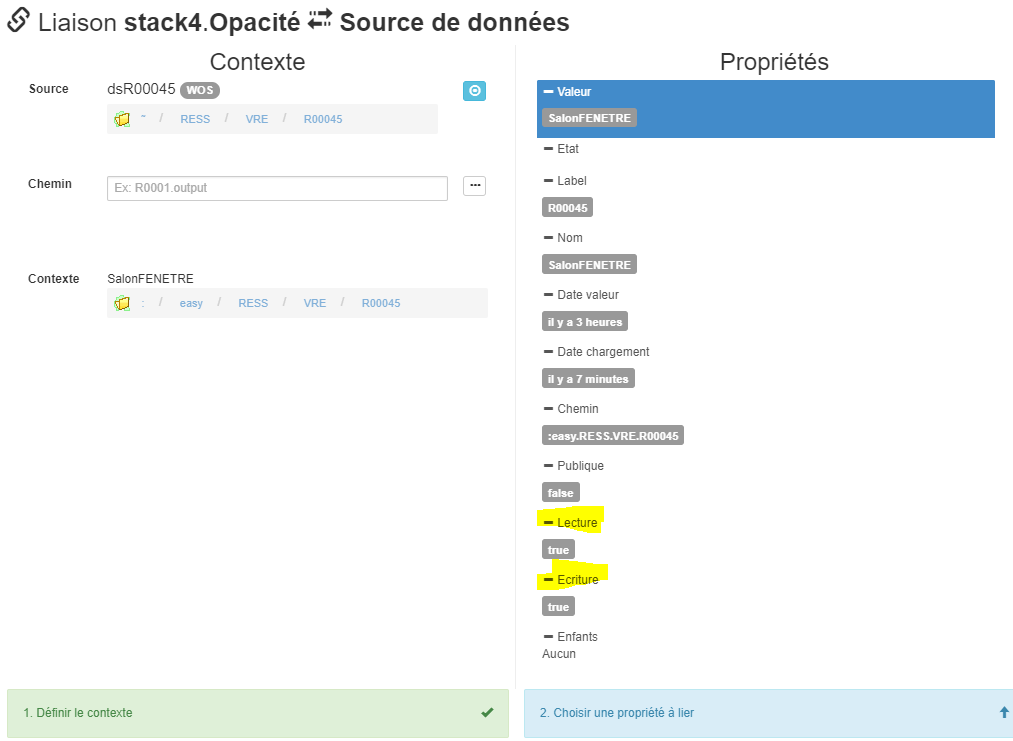 Liaison stack4.Opacité Source de données
Contexte
Source
dsR00045 WOS
" / RESS / VRE / R00045
Chemin
Ex: R0001.output
...
Contexte
SalonFENETRE
: / easy / RESS / VRE / R00045
1. Définir le contexte
Propriétés
Valeur
SalonFENETRE
Etat
Label
R00045
Nom
SalonFENETRE
Date valeur
il y a 3 heures
Date chargement
il y a 7 minutes
Chemin
:easy.RESS.VRE.R00045
Publique
false
Lecture
true
Ecriture
true
Enfants
Aucun
2. Choisir une propriété à lier